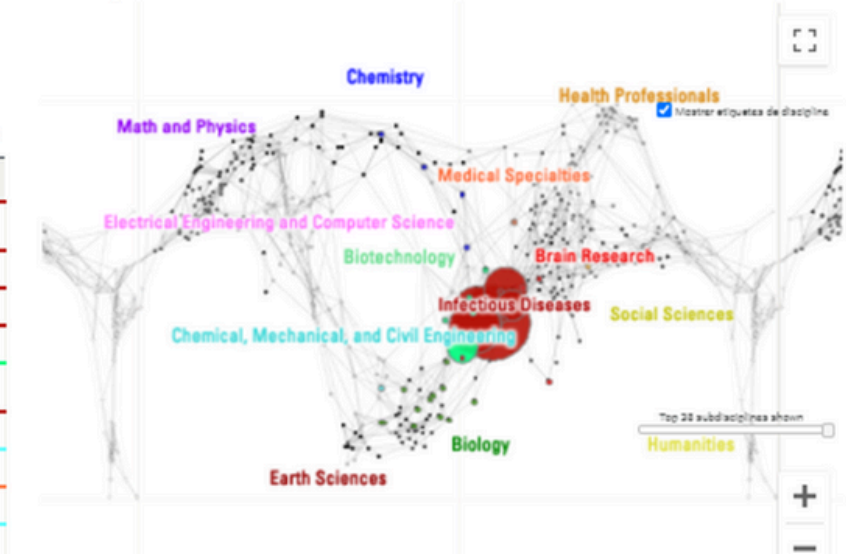 Chemistry
Health Professionals
Mostrar etiquetas de disciplina
Math and Physics
Medical Specialties
Electrical Engineering and Computer Science
Biotechnology
Brain Research
Infectious Diseases
Social Sciences
Chemical, Mechanical, and Civil Engineering
Top 38 subdisciplines shown
Biology
Humanities
Earth Sciences